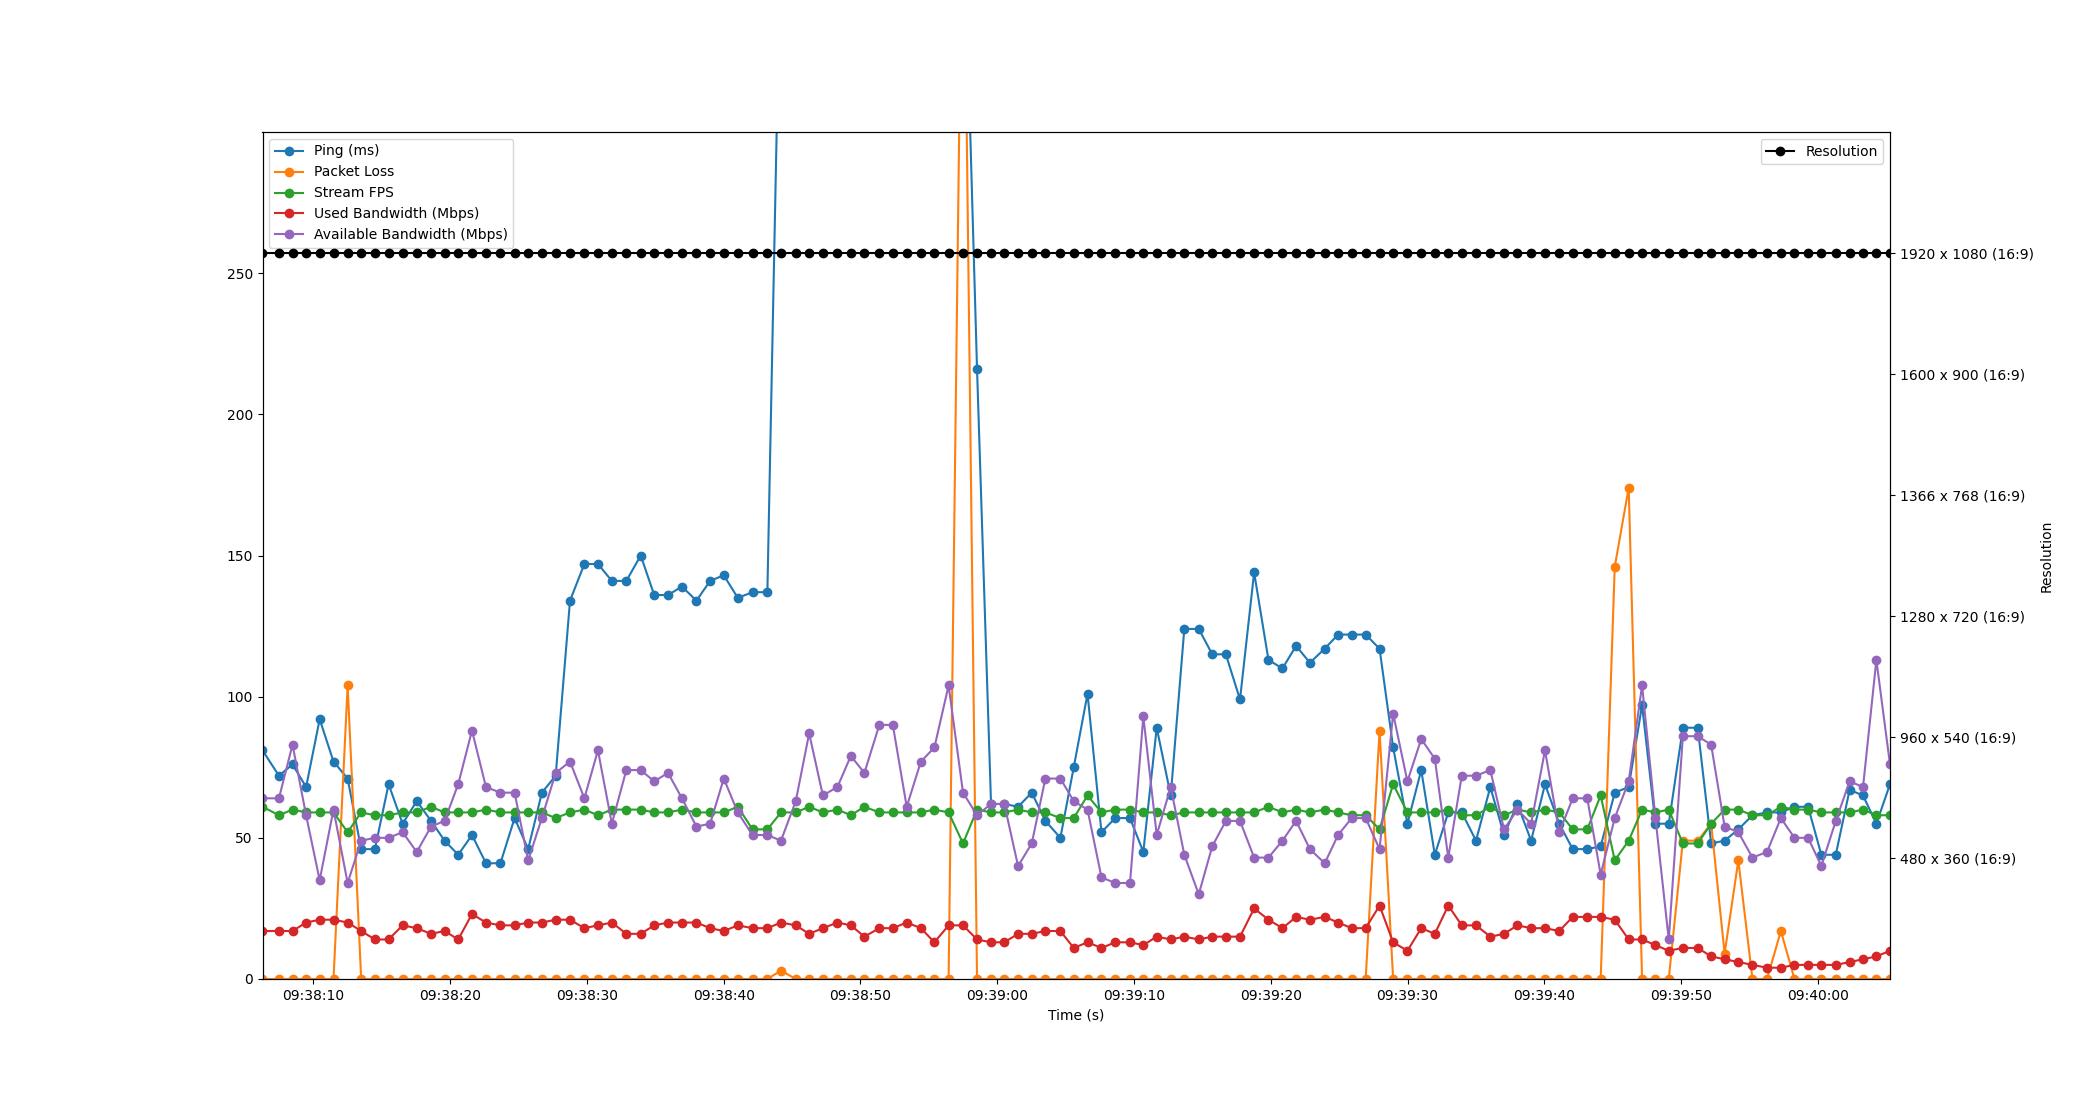 Ping (ms)
Packet Loss
Stream FPS
Used Bandwidth (Mbps)
Available Bandwidth (Mbps)
Resolution
250
200
150
100
50
0
1920 x 1080 (16:9)
1600 x 900 (16:9)
1366 x 768 (16:9)
1280 x 720 (16:9)
960 x 540 (16:9)
480 x 360 (16:9)
Resolution
09:38:10 09:38:20 09:38:30 09:38:40 09:38:50 09:39:00 09:39:10 09:39:20 09:39:30 09:39:40 09:39:50 09:40:00
Time (s)